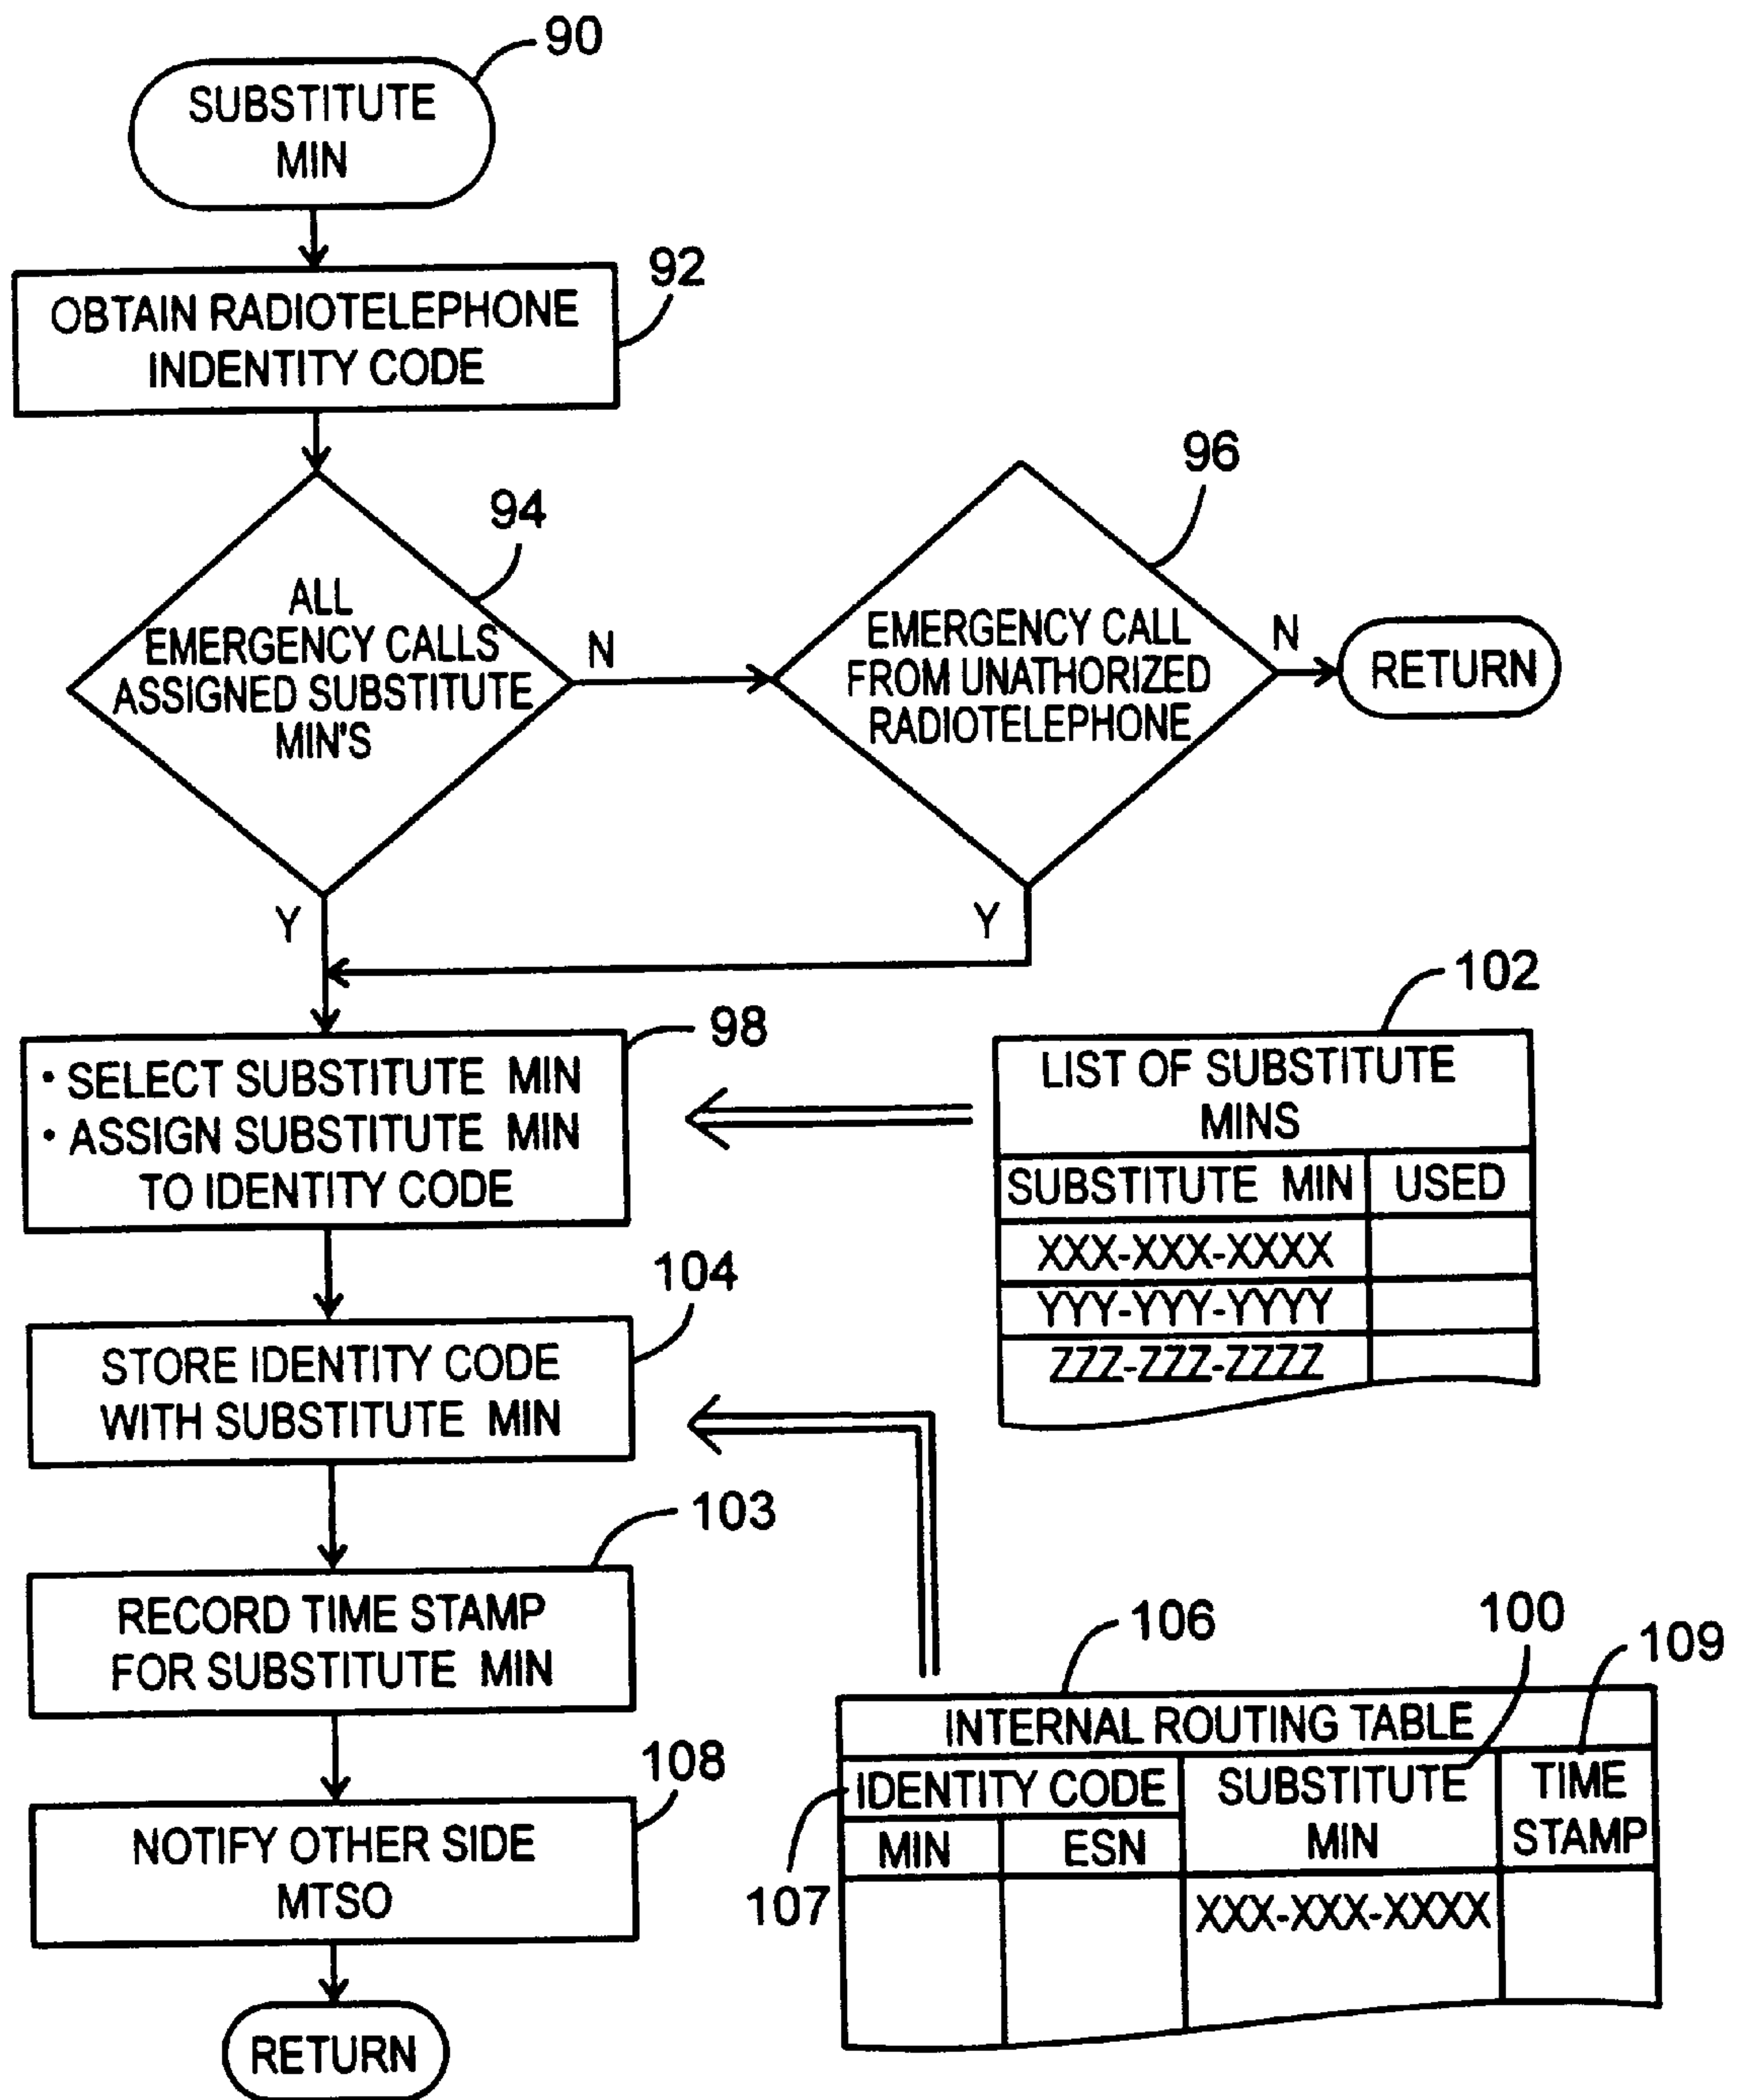 90
SUBSTITUTE
MIN
92
OBTAIN RADIOTELEPHONE
INDENTITY CODE
94
ALL
EMERGENCY CALLS
ASSIGNED SUBSTITUTE
MIN'S
N
Y
96
EMERGENCY CALL
FROM UNATHORIZED
RADIOTELEPHONE
N
RETURN
Y
98
• SELECT SUBSTITUTE MIN
• ASSIGN SUBSTITUTE MIN
TO IDENTITY CODE
102
LIST OF SUBSTITUTE
MINS
SUBSTITUTE MIN USED
XXX-XXX-XXXX
YYY-YYY-YYYY
ZZZ-ZZZ-ZZZZ
104
STORE IDENTITY CODE
WITH SUBSTITUTE MIN
103
RECORD TIME STAMP
FOR SUBSTITUTE MIN
108
NOTIFY OTHER SIDE
MTSO
RETURN
106
100
109
INTERNAL ROUTING TABLE
IDENTITY CODE
MIN ESN
SUBSTITUTE
MIN
TIME
STAMP
107
XXX-XXX-XXXX